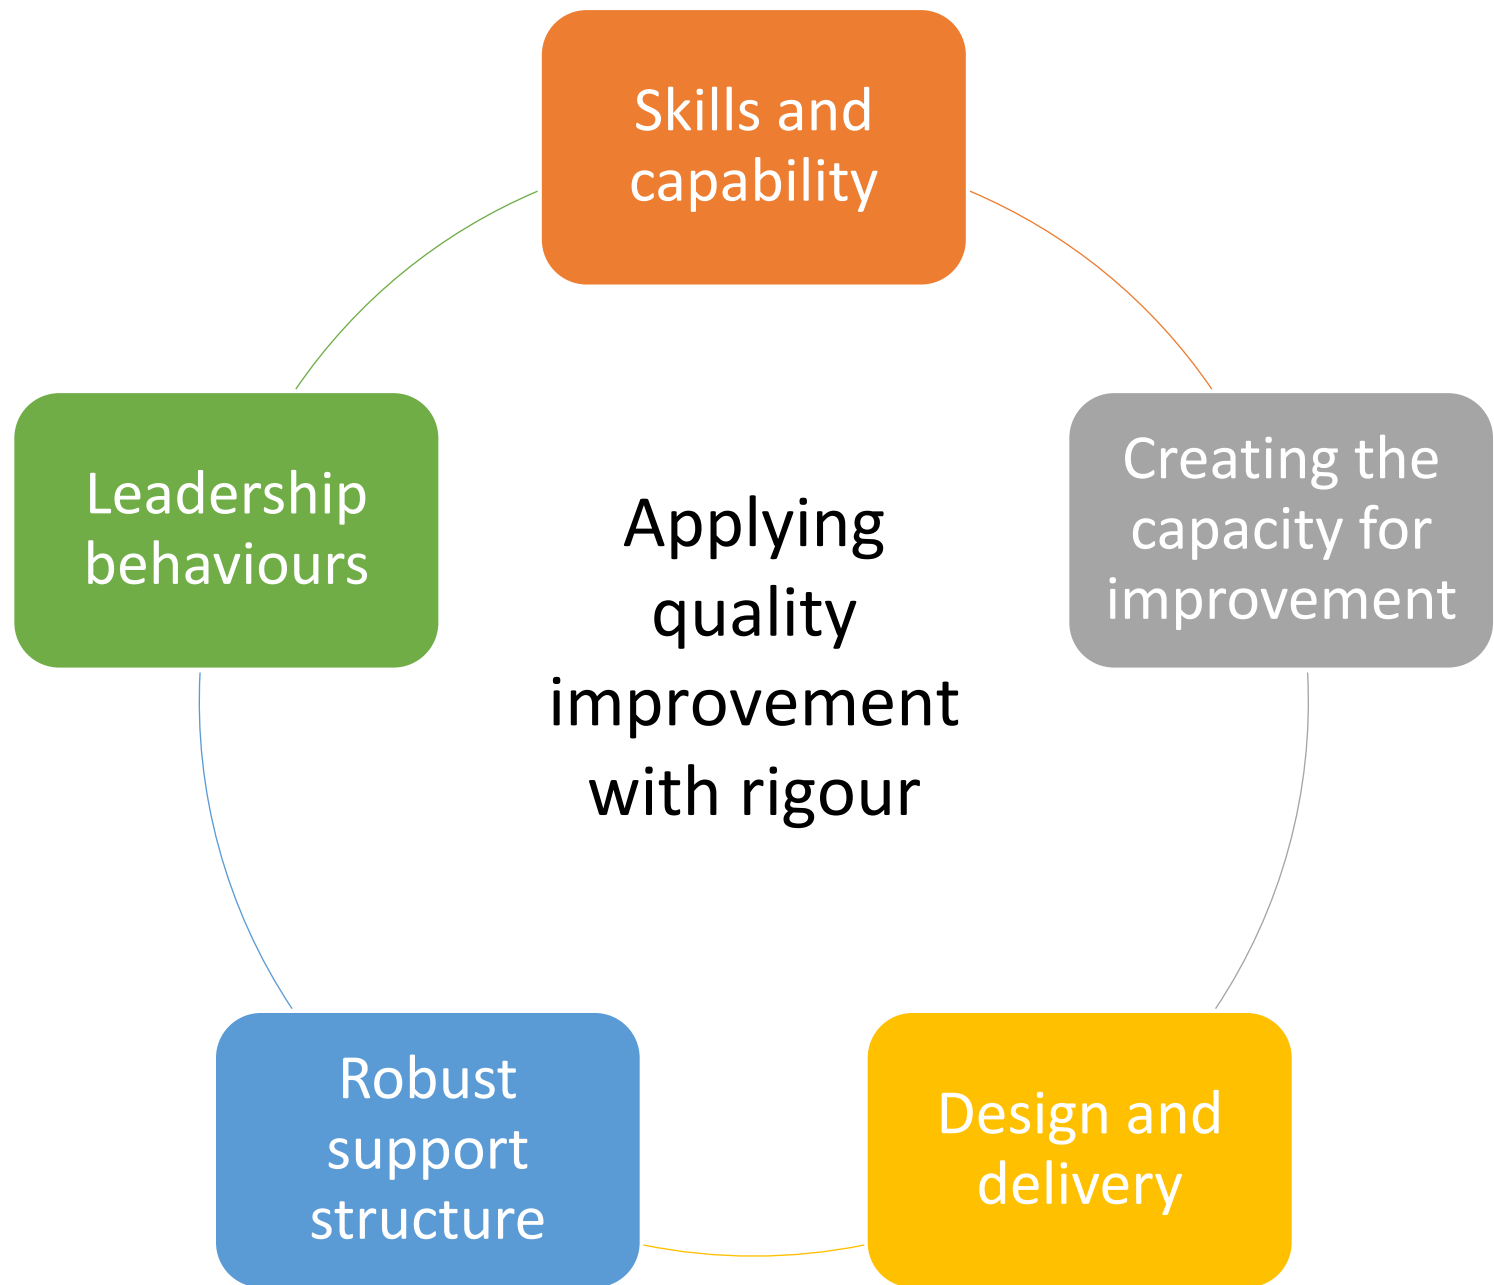 Skills and
capability
Creating the
capacity for
improvement
Design and
delivery
Robust
support
structure
Leadership
behaviours
Applying
quality
improvement
with rigour